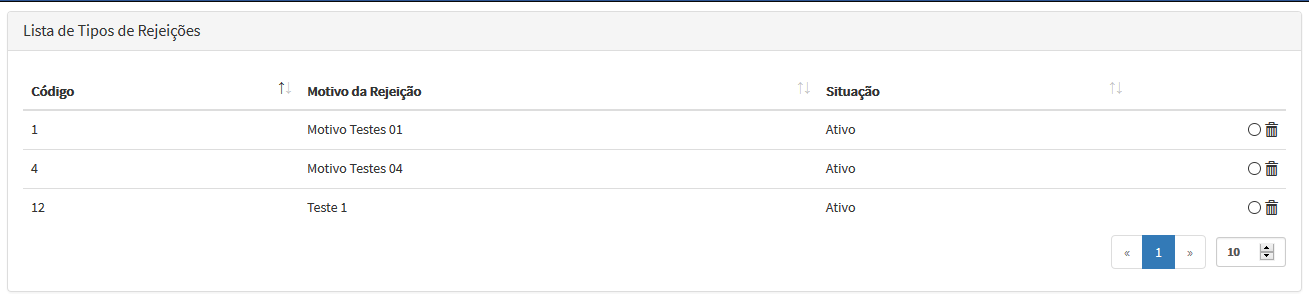 Lista de Tipos de Rejeições
Código Motivo da Rejeição Situação
1 Motivo Testes 01 Ativo
4 Motivo Testes 04 Ativo
12 Teste 1 Ativo
« 1 » 10